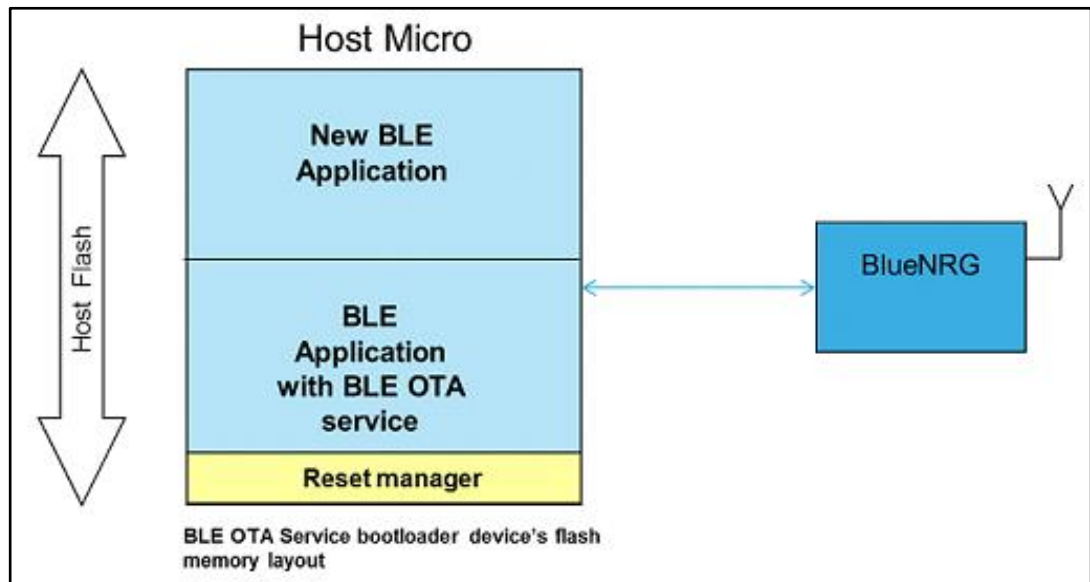 Host Micro
Host Flash
New BLE
Application
BLE
Application
with BLE OTA
service
Reset manager
BlueNRG
BLE OTA Service bootloader device's flash
memory layout